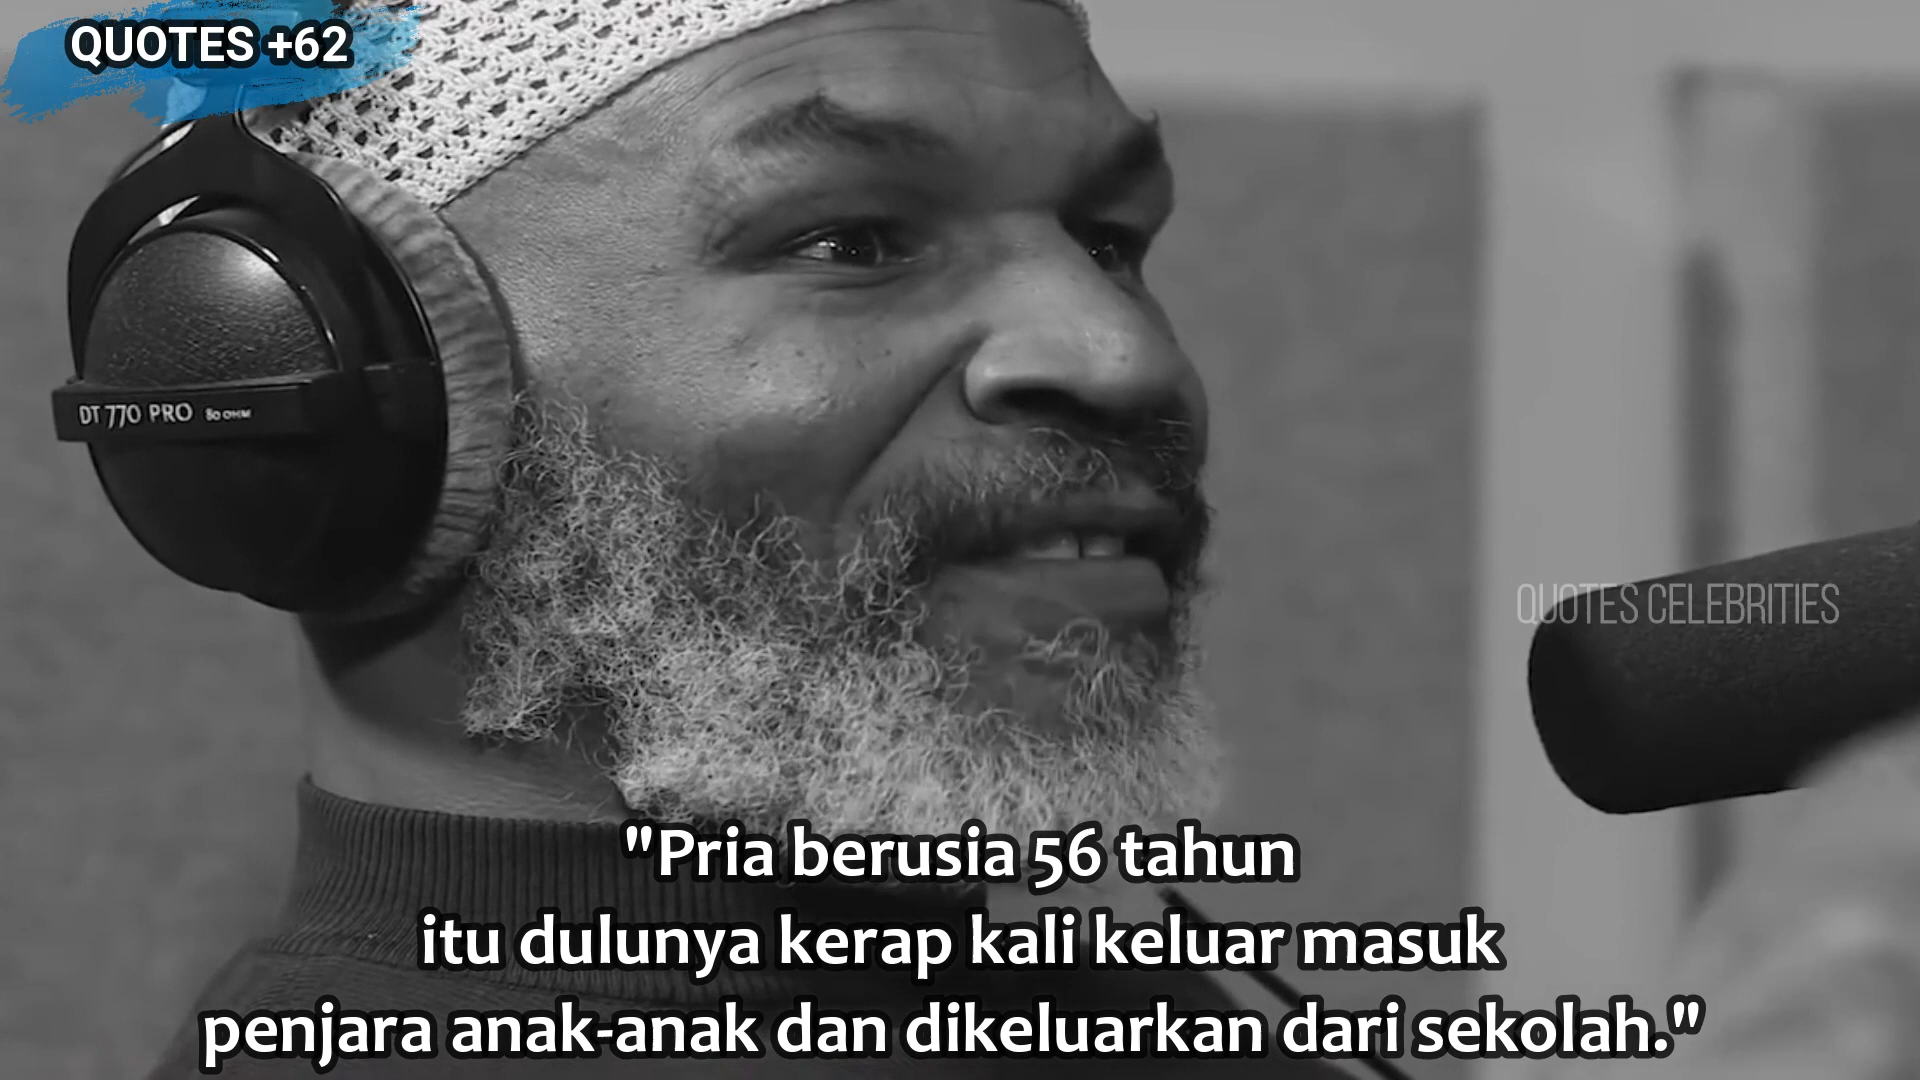 QUOTES +62
DT 770 PRO 80 OHM
QUOTES CELEBRITIES
"Pria berusia 56 tahun
itu dulunya kerap kali keluar masuk
penjara anak-anak dan dikeluarkan dari sekolah."